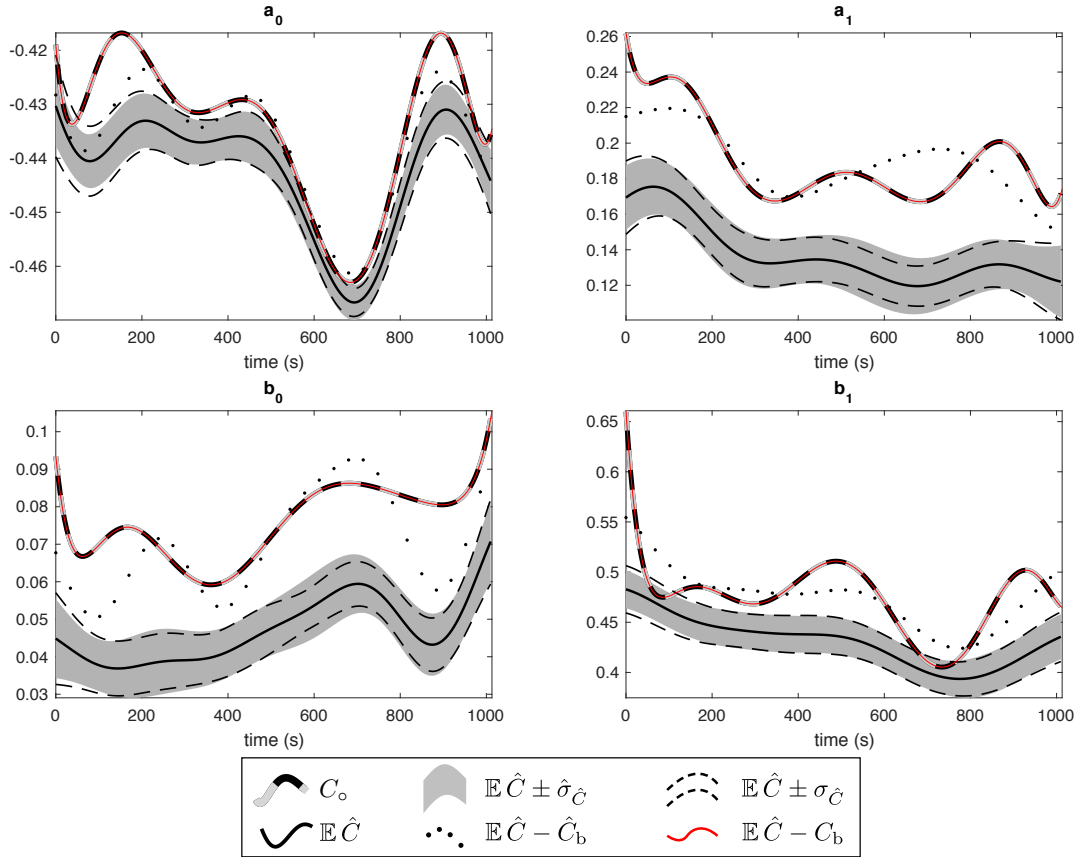 a₀
-0.42
-0.43
-0.44
-0.45
-0.46
0 200 400 600 800 1000
time (s)
a₁
0.26
0.24
0.22
0.2
0.18
0.16
0.14
0.12
0 200 400 600 800 1000
time (s)
b₀
0.1
0.09
0.08
0.07
0.06
0.05
0.04
0.03
0 200 400 600 800 1000
time (s)
b₁
0.65
0.6
0.55
0.5
0.45
0.4
0 200 400 600 800 1000
time (s)
C∘ 𝔼 Ĉ ± σ̂_Ĉ 𝔼 Ĉ ± σ_Ĉ
𝔼 Ĉ 𝔼 Ĉ − Ĉ_b 𝔼 Ĉ − C_b